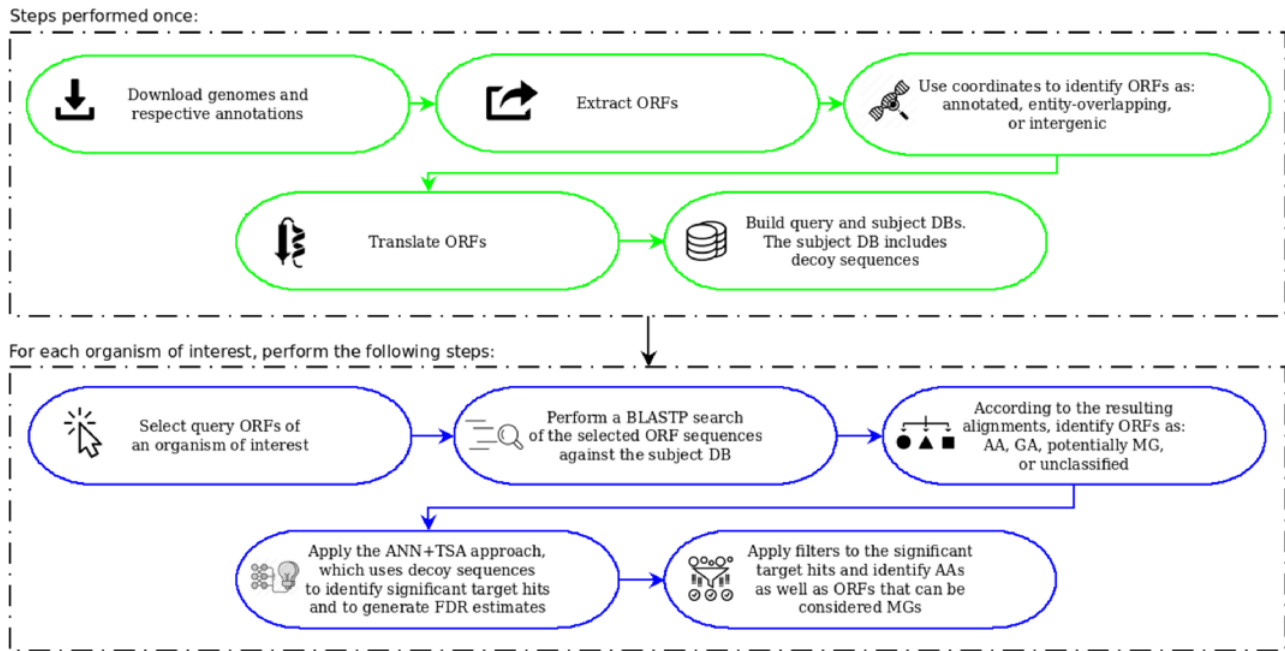 Steps performed once:
Download genomes and
respective annotations
Extract ORFs
Use coordinates to identify ORFs as:
annotated, entity-overlapping,
or intergenic
Translate ORFs
Build query and subject DBs.
The subject DB includes
decoy sequences
For each organism of interest, perform the following steps:
Select query ORFs of
an organism of interest
Perform a BLASTP search
of the selected ORF sequences
against the subject DB
According to the resulting
alignments, identify ORFs as:
AA, GA, potentially MG,
or unclassified
Apply the ANN+TSA approach,
which uses decoy sequences
to identify significant target hits
and to generate FDR estimates
Apply filters to the significant
target hits and identify AAs
as well as ORFs that can be
considered MGs